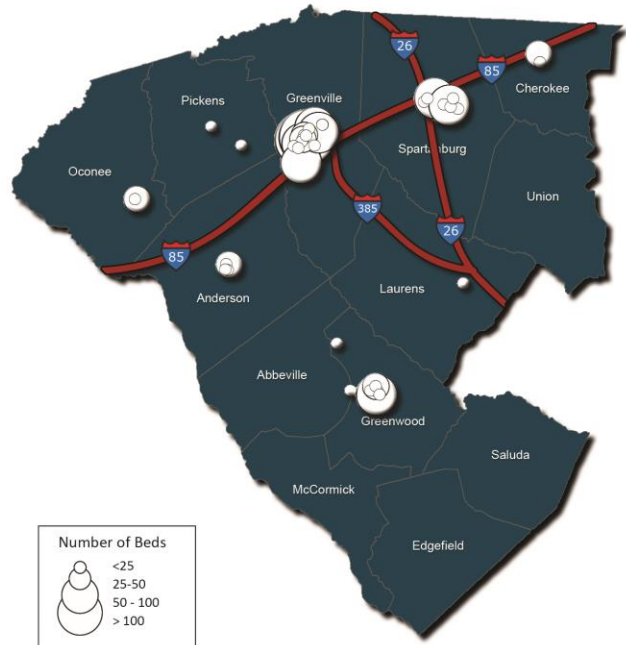 26
85
Cherokee
Pickens
Greenville
Spartanburg
Oconee
Union
385
26
85
Anderson
Laurens
Abbeville
Greenwood
Saluda
McCormick
Edgefield
Number of Beds
<25
25-50
50 - 100
> 100